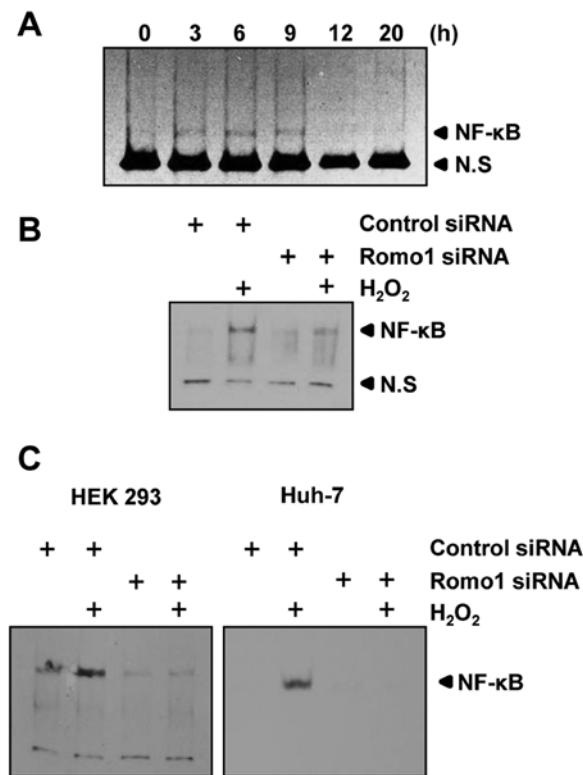 A
0 3 6 9 12 20 (h)
◄ NF-κB
◄ N.S
B
+ + Control siRNA
+ + Romo1 siRNA
+ + H₂O₂
◄ NF-κB
◄ N.S
C
HEK 293 Huh-7
+ + + + Control siRNA
+ + + + Romo1 siRNA
+ + + + H₂O₂
◄ NF-κB